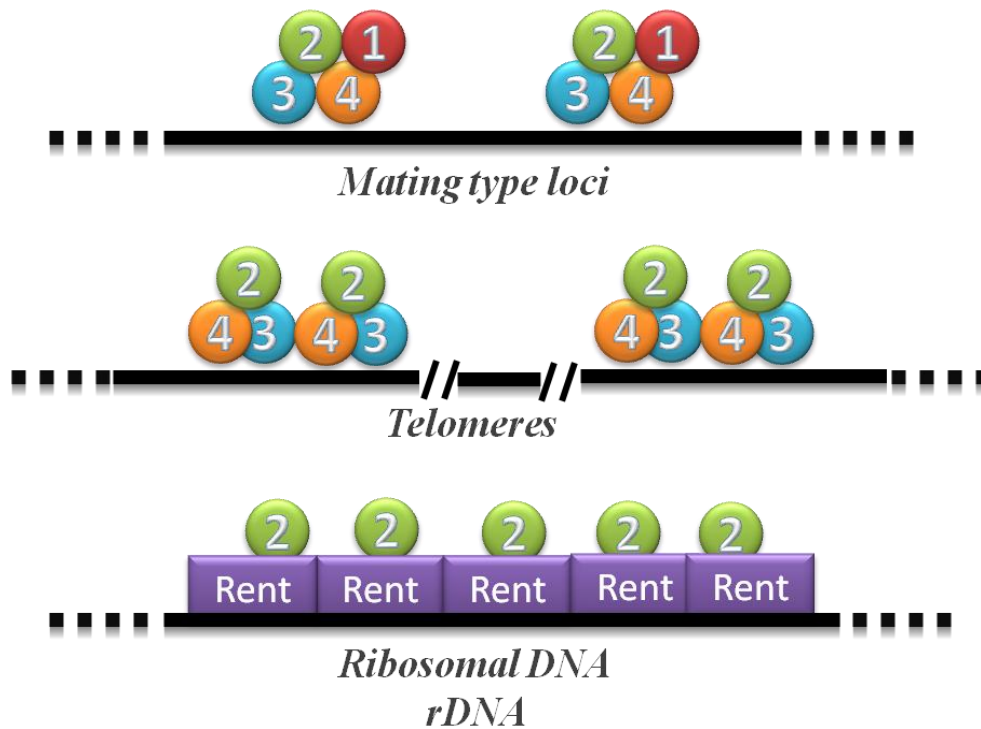 2 1 2 1
3 4 3 4
Mating type loci
2 2 2 2
4 3 4 3 4 3 4 3
Telomeres
2 2 2 2 2
Rent Rent Rent Rent Rent
Ribosomal DNA
rDNA